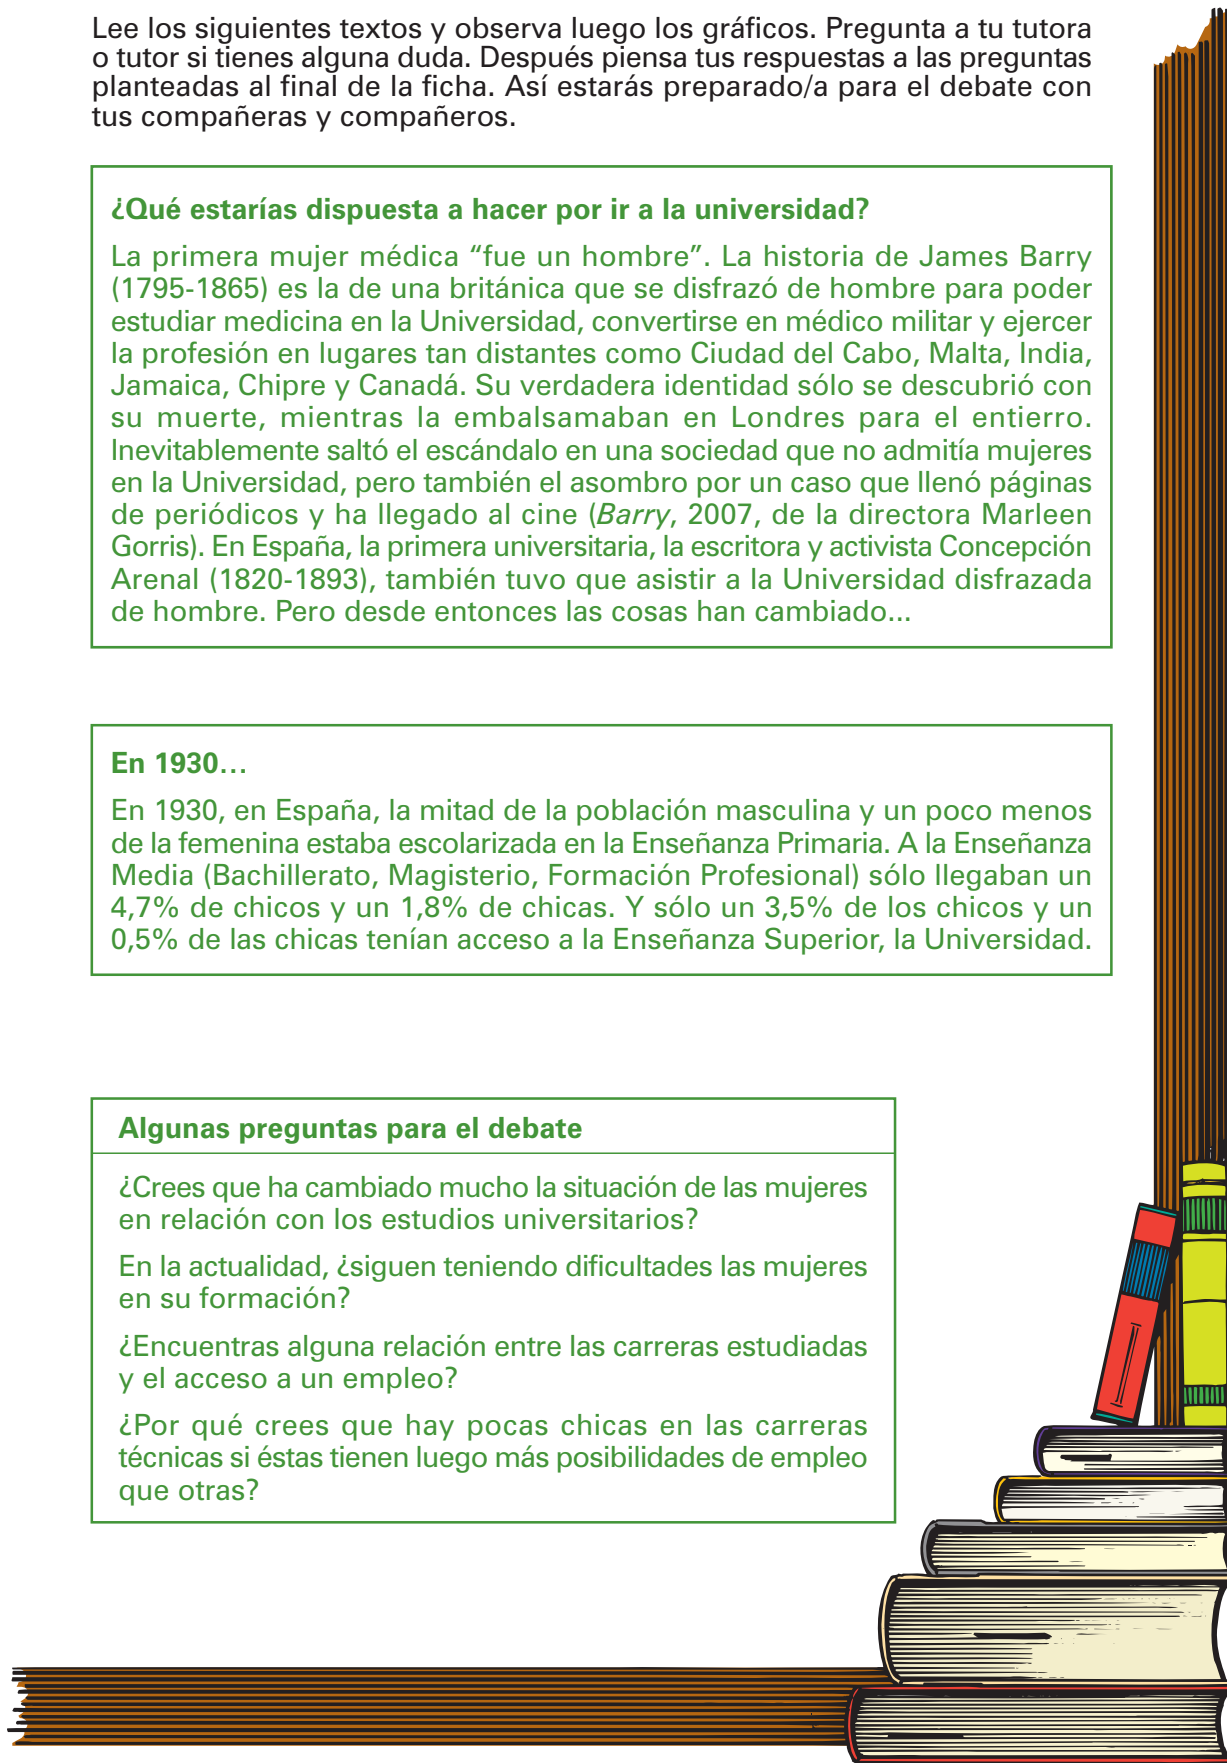 Lee los siguientes textos y observa luego los gráficos. Pregunta a tu tutora
o tutor si tienes alguna duda. Después piensa tus respuestas a las preguntas
planteadas al final de la ficha. Así estarás preparado/a para el debate con
tus compañeras y compañeros.
¿Qué estarías dispuesta a hacer por ir a la universidad?
La primera mujer médica “fue un hombre”. La historia de James Barry
(1795-1865) es la de una británica que se disfrazó de hombre para poder
estudiar medicina en la Universidad, convertirse en médico militar y ejercer
la profesión en lugares tan distantes como Ciudad del Cabo, Malta, India,
Jamaica, Chipre y Canadá. Su verdadera identidad sólo se descubrió con
su muerte, mientras la embalsamaban en Londres para el entierro.
Inevitablemente saltó el escándalo en una sociedad que no admitía mujeres
en la Universidad, pero también el asombro por un caso que llenó páginas
de periódicos y ha llegado al cine (Barry, 2007, de la directora Marleen
Gorris). En España, la primera universitaria, la escritora y activista Concepción
Arenal (1820-1893), también tuvo que asistir a la Universidad disfrazada
de hombre. Pero desde entonces las cosas han cambiado...
En 1930...
En 1930, en España, la mitad de la población masculina y un poco menos
de la femenina estaba escolarizada en la Enseñanza Primaria. A la Enseñanza
Media (Bachillerato, Magisterio, Formación Profesional) sólo llegaban un
4,7% de chicos y un 1,8% de chicas. Y sólo un 3,5% de los chicos y un
0,5% de las chicas tenían acceso a la Enseñanza Superior, la Universidad.
Algunas preguntas para el debate
¿Crees que ha cambiado mucho la situación de las mujeres
en relación con los estudios universitarios?
En la actualidad, ¿siguen teniendo dificultades las mujeres
en su formación?
¿Encuentras alguna relación entre las carreras estudiadas
y el acceso a un empleo?
¿Por qué crees que hay pocas chicas en las carreras
técnicas si éstas tienen luego más posibilidades de empleo
que otras?